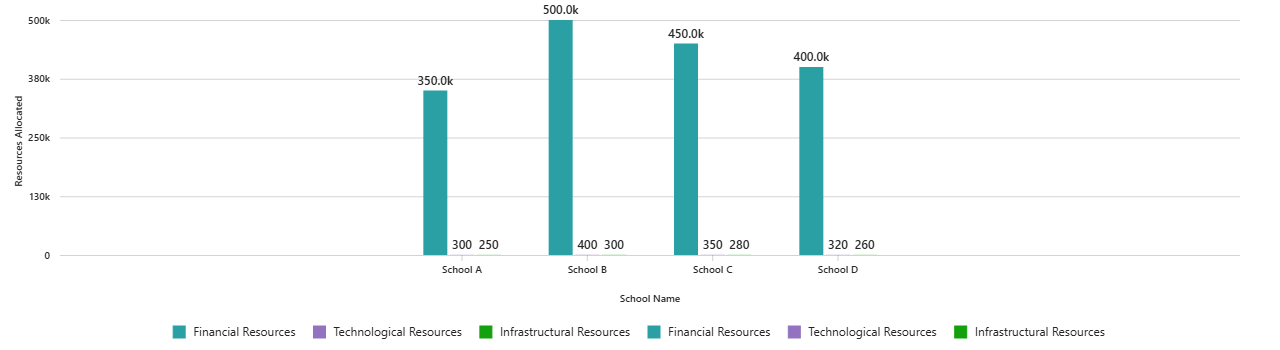 500.0k
500k
450.0k
400.0k
380k
350.0k
Resources Allocated
250k
130k
300 250 400 300 350 280 320 260
0
School A School B School C School D
School Name
Financial Resources Technological Resources Infrastructural Resources Financial Resources Technological Resources Infrastructural Resources